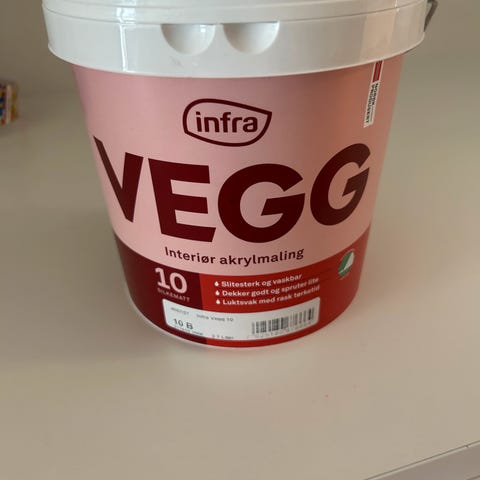 infra
VEGG
Interiør akrylmaling
10
SILKEMATT
Slitesterk og vaskbar
Dekker godt og spruter lite
Luktsvak med rask tørketid
Infra Vegg 10
10 B